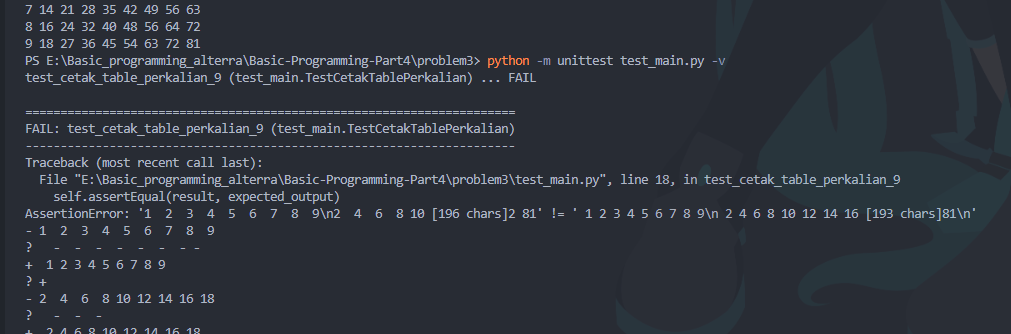 7 14 21 28 35 42 49 56 63
8 16 24 32 40 48 56 64 72
9 18 27 36 45 54 63 72 81
PS E:\Basic_programming_alterra\Basic-Programming-Part4\problem3> python -m unittest test_main.py -v
test_cetak_table_perkalian_9 (test_main.TestCetakTablePerkalian) ... FAIL
======================================================================
FAIL: test_cetak_table_perkalian_9 (test_main.TestCetakTablePerkalian)
----------------------------------------------------------------------
Traceback (most recent call last):
  File "E:\Basic_programming_alterra\Basic-Programming-Part4\problem3\test_main.py", line 18, in test_cetak_table_perkalian_9
    self.assertEqual(result, expected_output)
AssertionError: '1  2  3  4  5  6  7  8  9\n2  4  6  8 10 [196 chars]2 81' != ' 1 2 3 4 5 6 7 8 9\n 2 4 6 8 10 12 14 16 [193 chars]81\n'
- 1  2  3  4  5  6  7  8  9
?   -  -  -  -  -  -  - -
+  1 2 3 4 5 6 7 8 9
? +
- 2  4  6  8 10 12 14 16 18
?   -  -  -
+  2 4 6 8 10 12 14 16 18